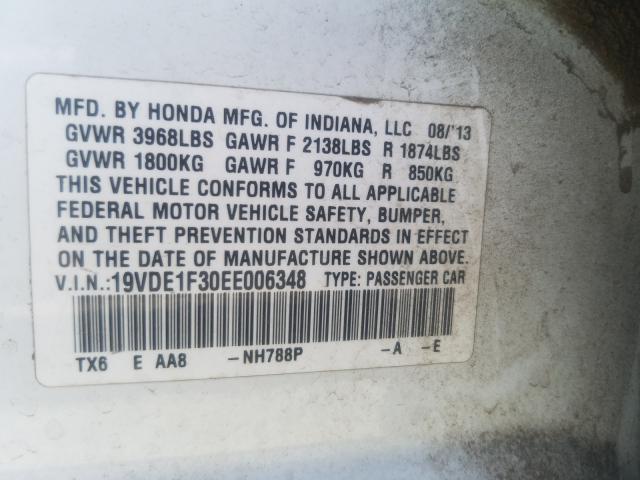 MFD. BY HONDA MFG. OF INDIANA, LLC 08/'13
GVWR 3968LBS GAWR F 2138LBS R 1874LBS
GVWR 1800KG GAWR F 970KG R 850KG
THIS VEHICLE CONFORMS TO ALL APPLICABLE
FEDERAL MOTOR VEHICLE SAFETY, BUMPER,
AND THEFT PREVENTION STANDARDS IN EFFECT
ON THE DATE OF MANUFACTURE SHOWN ABOVE.
V.I.N.:19VDE1F30EE006348 TYPE: PASSENGER CAR
TX6 E AA8 -NH788P -A -E